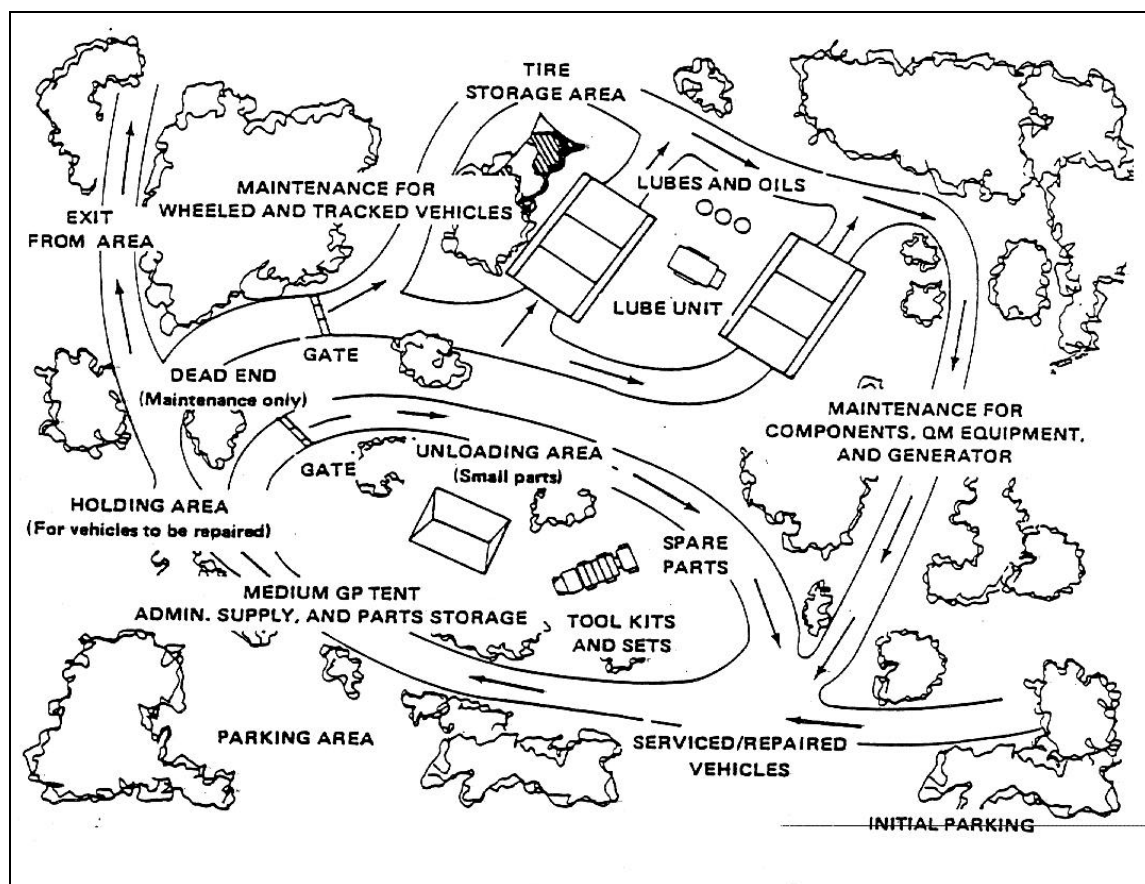 TIRE
STORAGE AREA
LUBES AND OILS
MAINTENANCE FOR
WHEELED AND TRACKED VEHICLES
EXIT
FROM AREA
LUBE UNIT
GATE
DEAD END
(Maintenance only)
MAINTENANCE FOR
COMPONENTS, QM EQUIPMENT,
AND GENERATOR
UNLOADING AREA
(Small parts)
GATE
HOLDING AREA
(For vehicles to be repaired)
SPARE
PARTS
MEDIUM GP TENT
ADMIN. SUPPLY, AND PARTS STORAGE
TOOL KITS
AND SETS
PARKING AREA
SERVICED/REPAIRED
VEHICLES
INITIAL PARKING